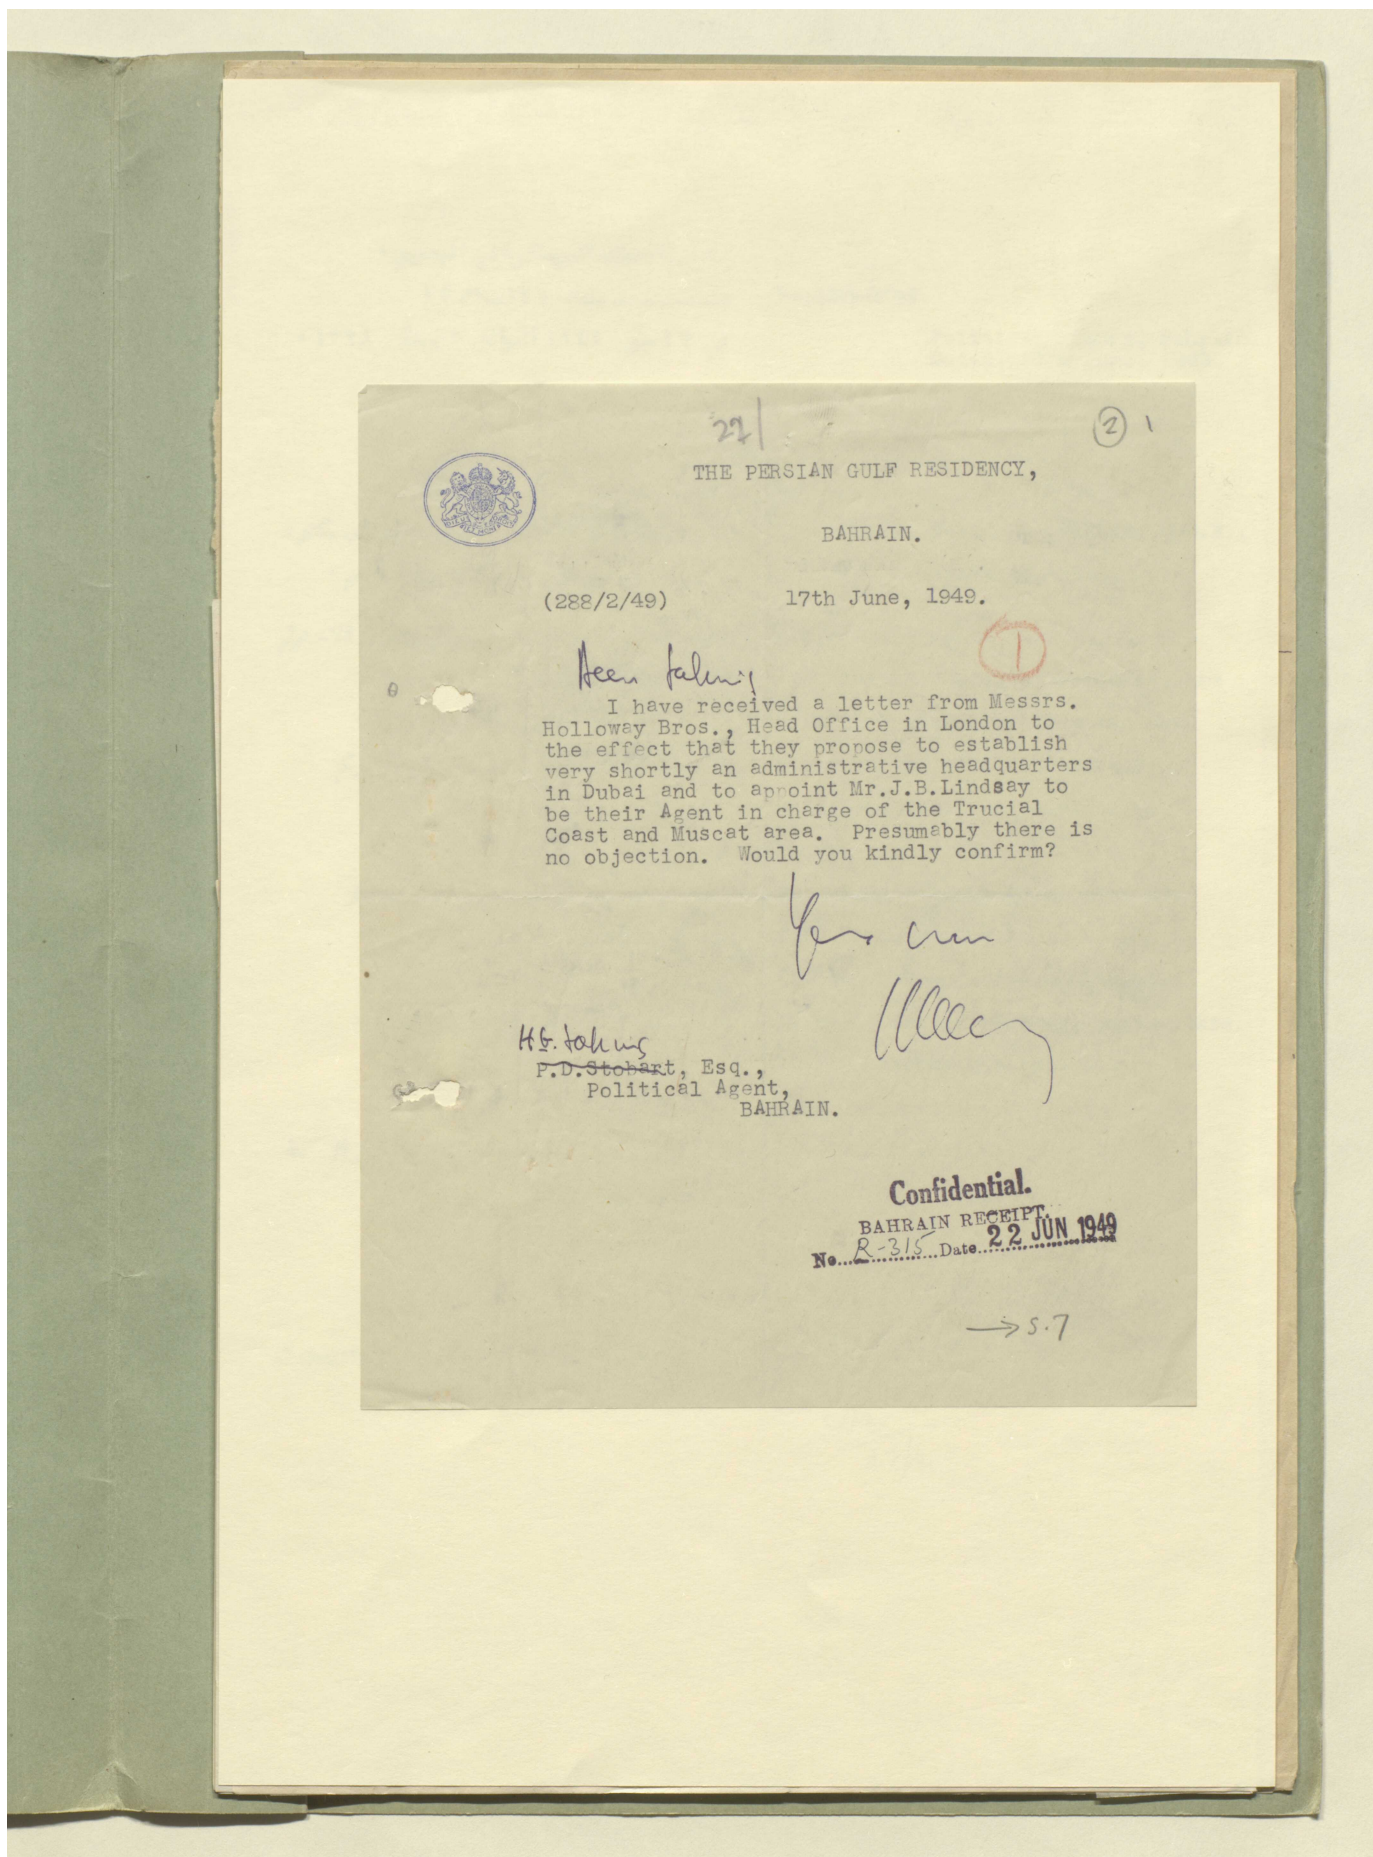 27
2 1
THE PERSIAN GULF RESIDENCY,
BAHRAIN.
(288/2/49) 17th June, 1949.
1
Dear Jakins
I have received a letter from Messrs.
Holloway Bros., Head Office in London to
the effect that they propose to establish
very shortly an administrative headquarters
in Dubai and to appoint Mr.J.B.Lindsay to
be their Agent in charge of the Trucial
Coast and Muscat area. Presumably there is
no objection. Would you kindly confirm?
Yours ever
H.G. Jakins
P.D.Stobart, Esq.,
Political Agent,
BAHRAIN.
Confidential.
BAHRAIN RECEIPT.
No...R-315...Date...22 JUN 1949
→ S.7